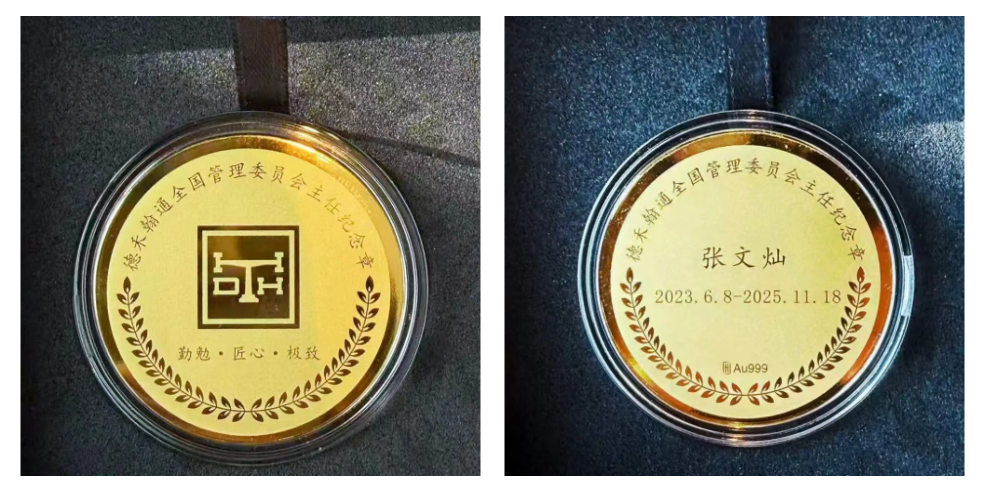 德禾翰通全国管理委员会主任纪念章
DHTH
勤勉·匠心·极致
德禾翰通全国管理委员会主任纪念章
张文灿
2023.6.8-2025.11.18
Au999